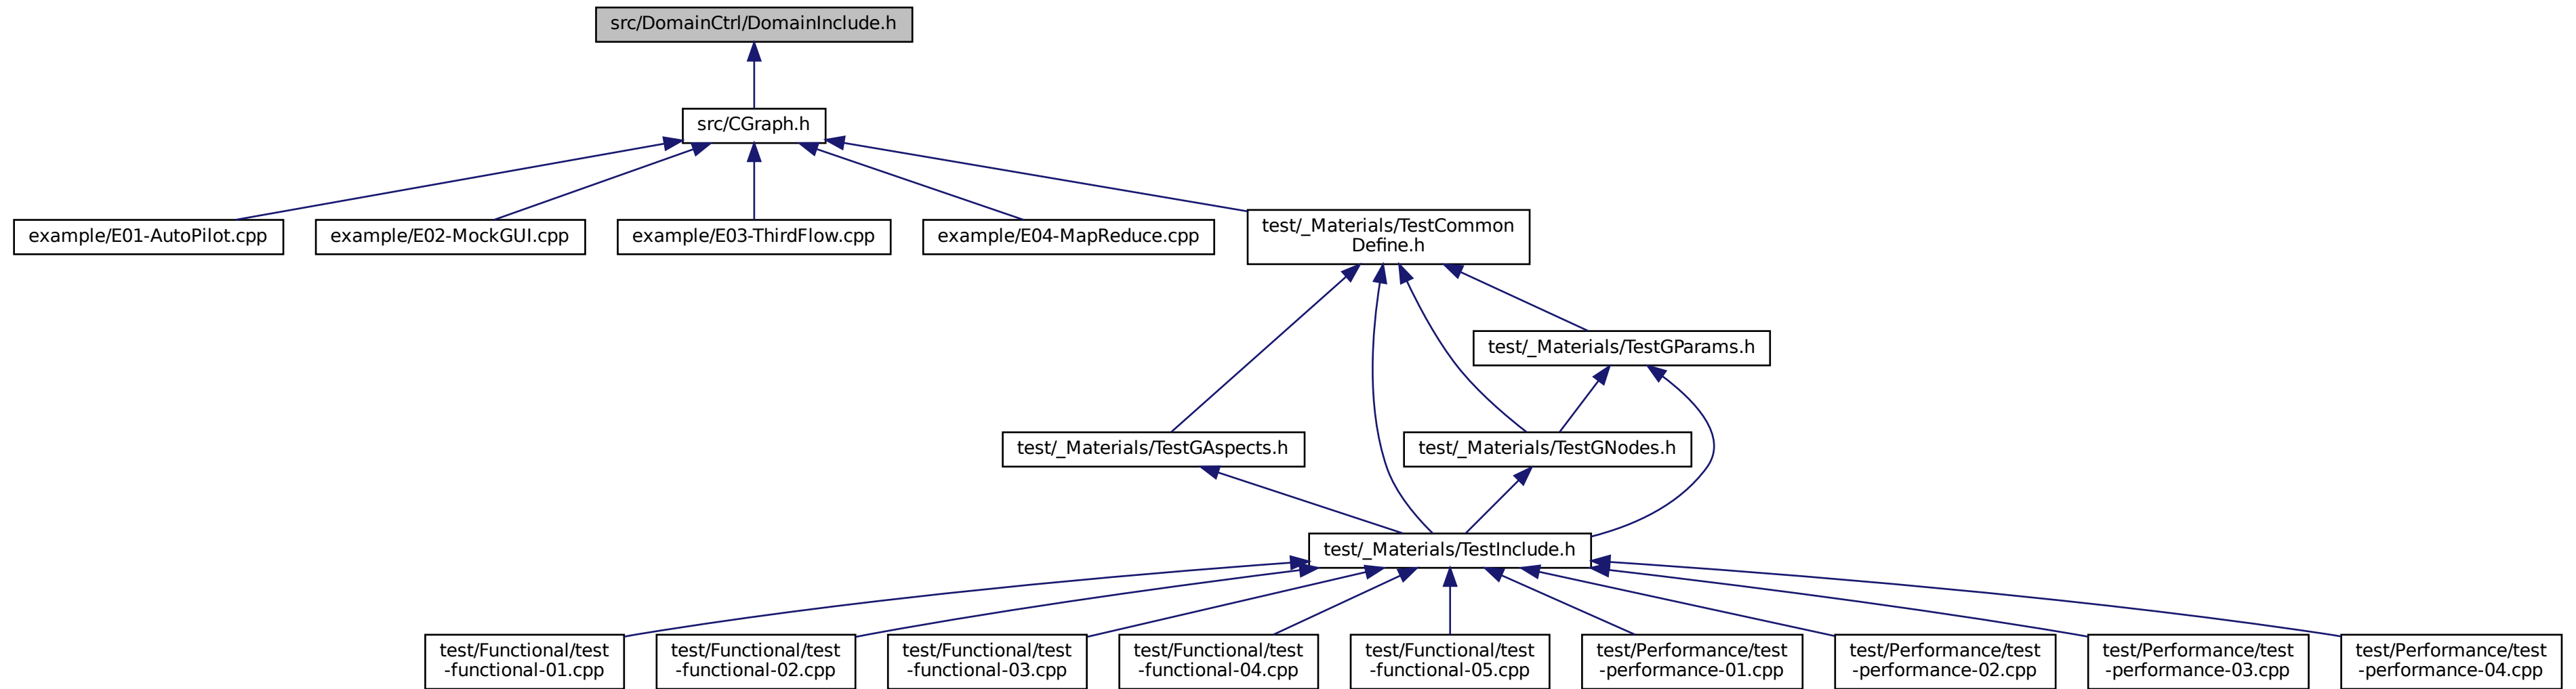 src/DomainCtrl/DomainInclude.h
src/CGraph.h
example/E01-AutoPilot.cpp
example/E02-MockGUI.cpp
example/E03-ThirdFlow.cpp
example/E04-MapReduce.cpp
test/_Materials/TestCommon
Define.h
test/_Materials/TestGParams.h
test/_Materials/TestGAspects.h
test/_Materials/TestGNodes.h
test/_Materials/TestInclude.h
test/Functional/test
-functional-01.cpp
test/Functional/test
-functional-02.cpp
test/Functional/test
-functional-03.cpp
test/Functional/test
-functional-04.cpp
test/Functional/test
-functional-05.cpp
test/Performance/test
-performance-01.cpp
test/Performance/test
-performance-02.cpp
test/Performance/test
-performance-03.cpp
test/Performance/test
-performance-04.cpp